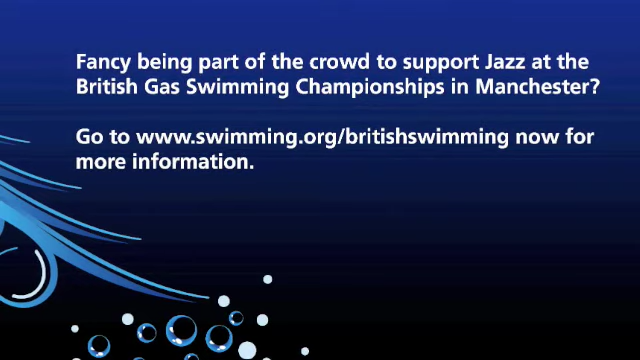 Fancy being part of the crowd to support Jazz at the
British Gas Swimming Championships in Manchester?
Go to www.swimming.org/britishswimming now for
more information.